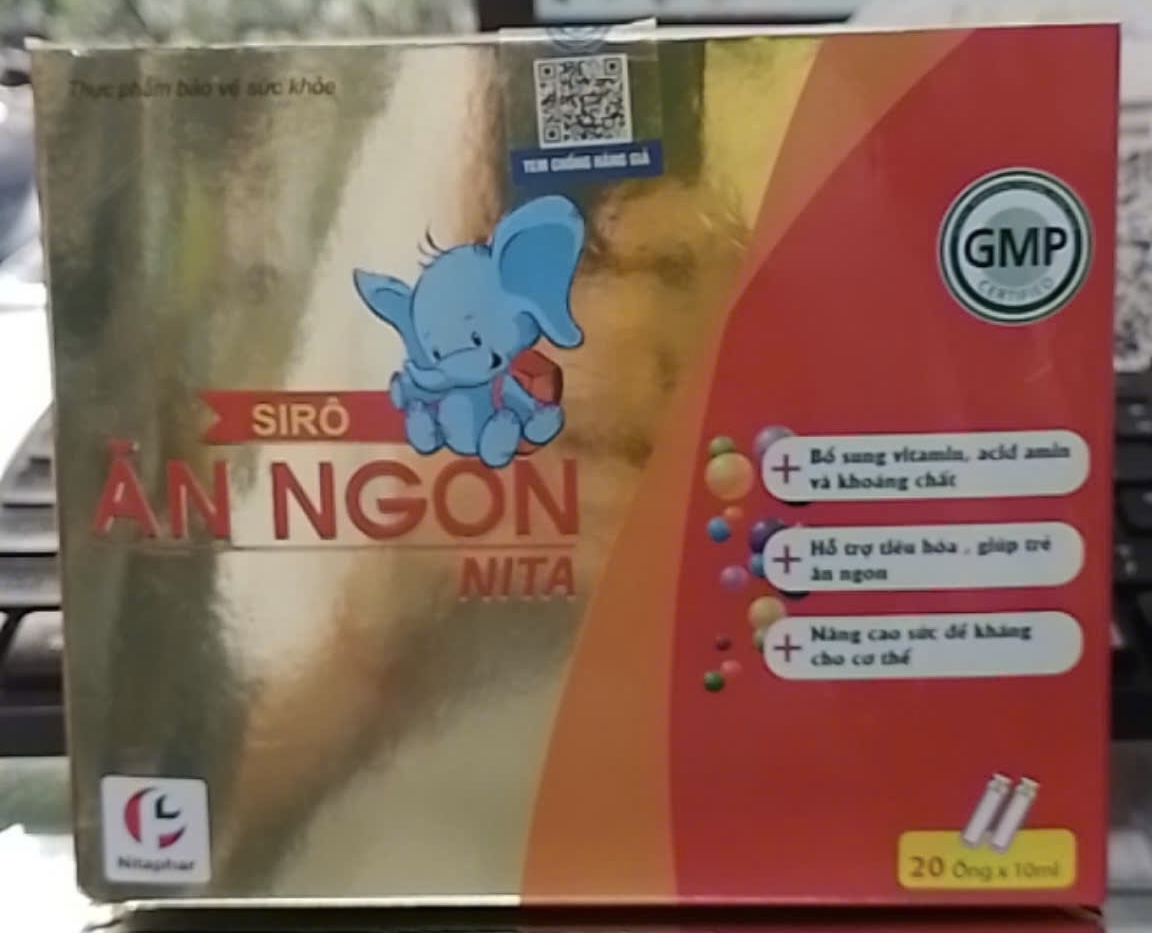 Thực phẩm bảo vệ sức khỏe
TEM CHỐNG HÀNG GIẢ
GMP
CERTIFIED
SIRÔ
ĂN NGON
NITA
+ Bổ sung vitamin, acid amin
và khoáng chất
+ Hỗ trợ tiêu hóa , giúp trẻ
ăn ngon
+ Nâng cao sức đề kháng
cho cơ thể
Nitaphar
20 Ống x 10ml